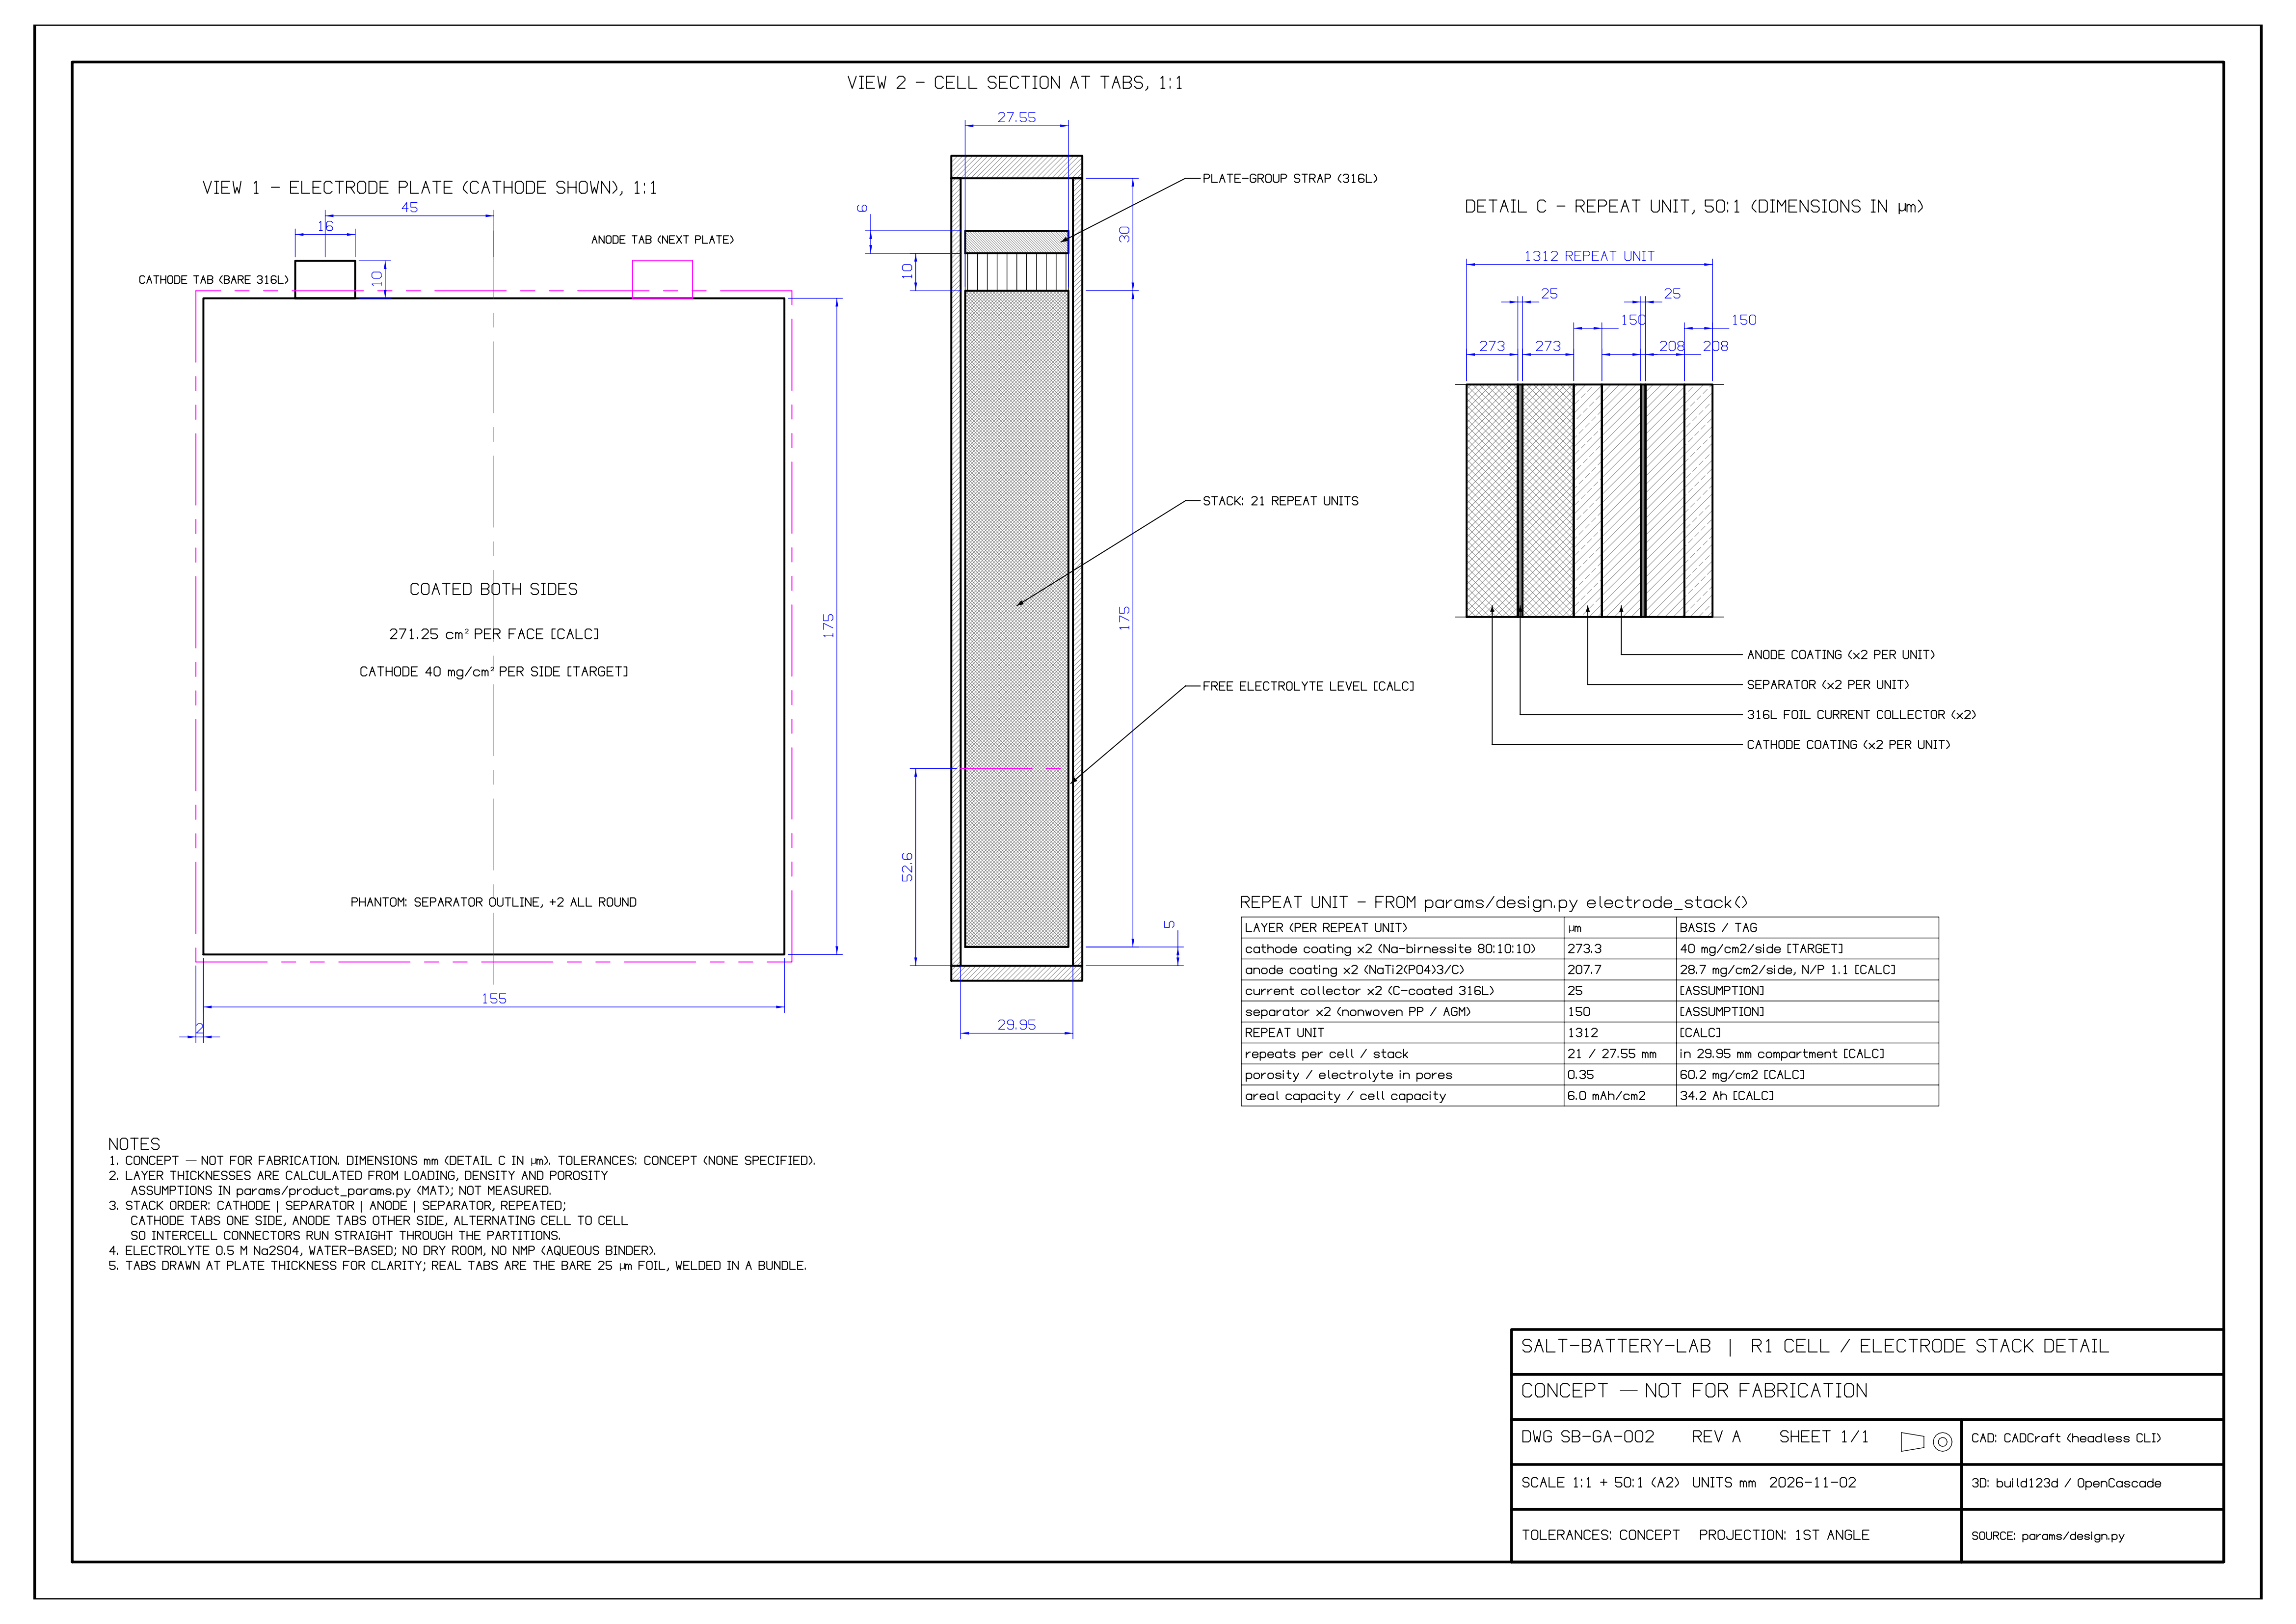 VIEW 2 - CELL SECTION AT TABS, 1:1
27.55
PLATE-GROUP STRAP (316L)
6
10
30
STACK: 21 REPEAT UNITS
175
FREE ELECTROLYTE LEVEL [CALC]
52.6
5
29.95
VIEW 1 - ELECTRODE PLATE (CATHODE SHOWN), 1:1
45
16
ANODE TAB (NEXT PLATE)
CATHODE TAB (BARE 316L)
10
COATED BOTH SIDES
271.25 cm² PER FACE [CALC]
CATHODE 40 mg/cm² PER SIDE [TARGET]
175
PHANTOM: SEPARATOR OUTLINE, +2 ALL ROUND
155
2
DETAIL C - REPEAT UNIT, 50:1 (DIMENSIONS IN µm)
1312 REPEAT UNIT
25 25
150 150
273 273 208 208
ANODE COATING (x2 PER UNIT)
SEPARATOR (x2 PER UNIT)
316L FOIL CURRENT COLLECTOR (x2)
CATHODE COATING (x2 PER UNIT)
REPEAT UNIT - FROM params/design.py electrode_stack()
LAYER (PER REPEAT UNIT) µm BASIS / TAG
cathode coating x2 (Na-birnessite 80:10:10) 273.3 40 mg/cm2/side [TARGET]
anode coating x2 (NaTi2(PO4)3/C) 207.7 28.7 mg/cm2/side, N/P 1.1 [CALC]
current collector x2 (C-coated 316L) 25 [ASSUMPTION]
separator x2 (nonwoven PP / AGM) 150 [ASSUMPTION]
REPEAT UNIT 1312 [CALC]
repeats per cell / stack 21 / 27.55 mm in 29.95 mm compartment [CALC]
porosity / electrolyte in pores 0.35 60.2 mg/cm2 [CALC]
areal capacity / cell capacity 6.0 mAh/cm2 34.2 Ah [CALC]
NOTES
1. CONCEPT — NOT FOR FABRICATION. DIMENSIONS mm (DETAIL C IN µm). TOLERANCES: CONCEPT (NONE SPECIFIED).
2. LAYER THICKNESSES ARE CALCULATED FROM LOADING, DENSITY AND POROSITY
ASSUMPTIONS IN params/product_params.py (MAT); NOT MEASURED.
3. STACK ORDER: CATHODE | SEPARATOR | ANODE | SEPARATOR, REPEATED;
CATHODE TABS ONE SIDE, ANODE TABS OTHER SIDE, ALTERNATING CELL TO CELL
SO INTERCELL CONNECTORS RUN STRAIGHT THROUGH THE PARTITIONS.
4. ELECTROLYTE 0.5 M Na2SO4, WATER-BASED; NO DRY ROOM, NO NMP (AQUEOUS BINDER).
5. TABS DRAWN AT PLATE THICKNESS FOR CLARITY; REAL TABS ARE THE BARE 25 µm FOIL, WELDED IN A BUNDLE.
SALT-BATTERY-LAB | R1 CELL / ELECTRODE STACK DETAIL
CONCEPT — NOT FOR FABRICATION
DWG SB-GA-002 REV A SHEET 1/1
CAD: CADCraft (headless CLI)
SCALE 1:1 + 50:1 (A2) UNITS mm 2026-11-02
3D: build123d / OpenCascade
TOLERANCES: CONCEPT PROJECTION: 1ST ANGLE
SOURCE: params/design.py